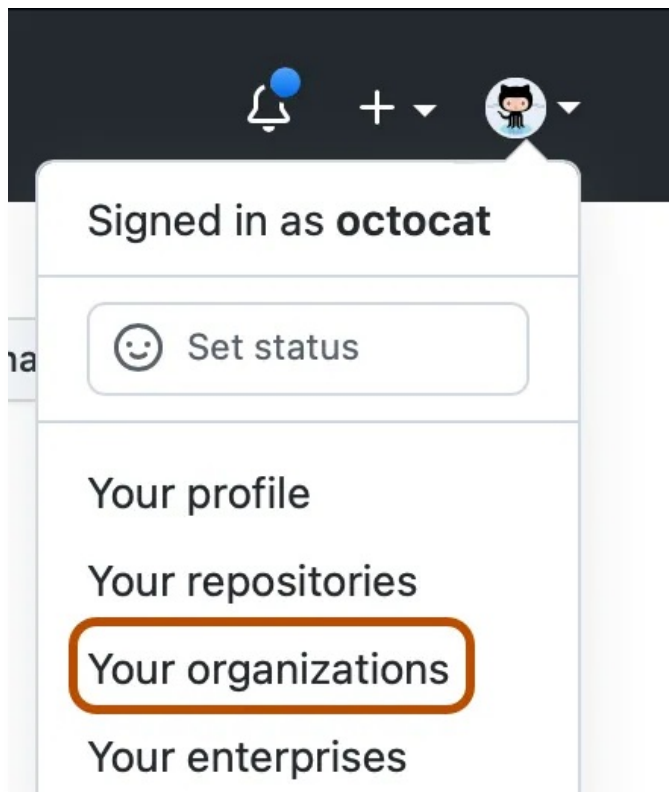 Signed in as octocat
Set status
Your profile
Your repositories
Your organizations
Your enterprises